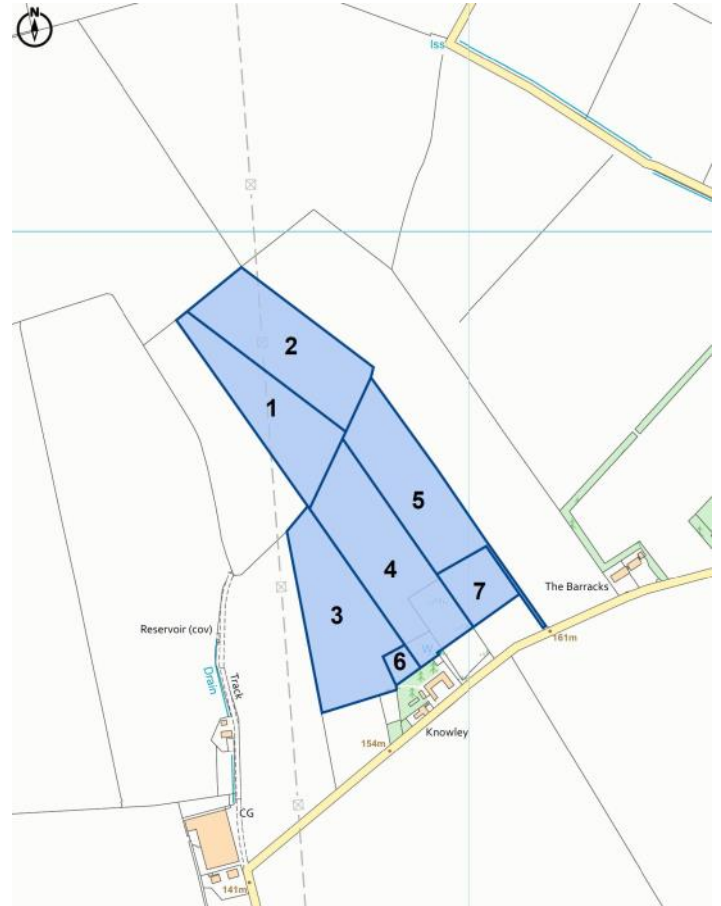 N
Iss
2
1
5
4
7
The Barracks
3
Reservoir (cov)
161m
6
W
Drain
Track
Knowley
154m
CG
141m